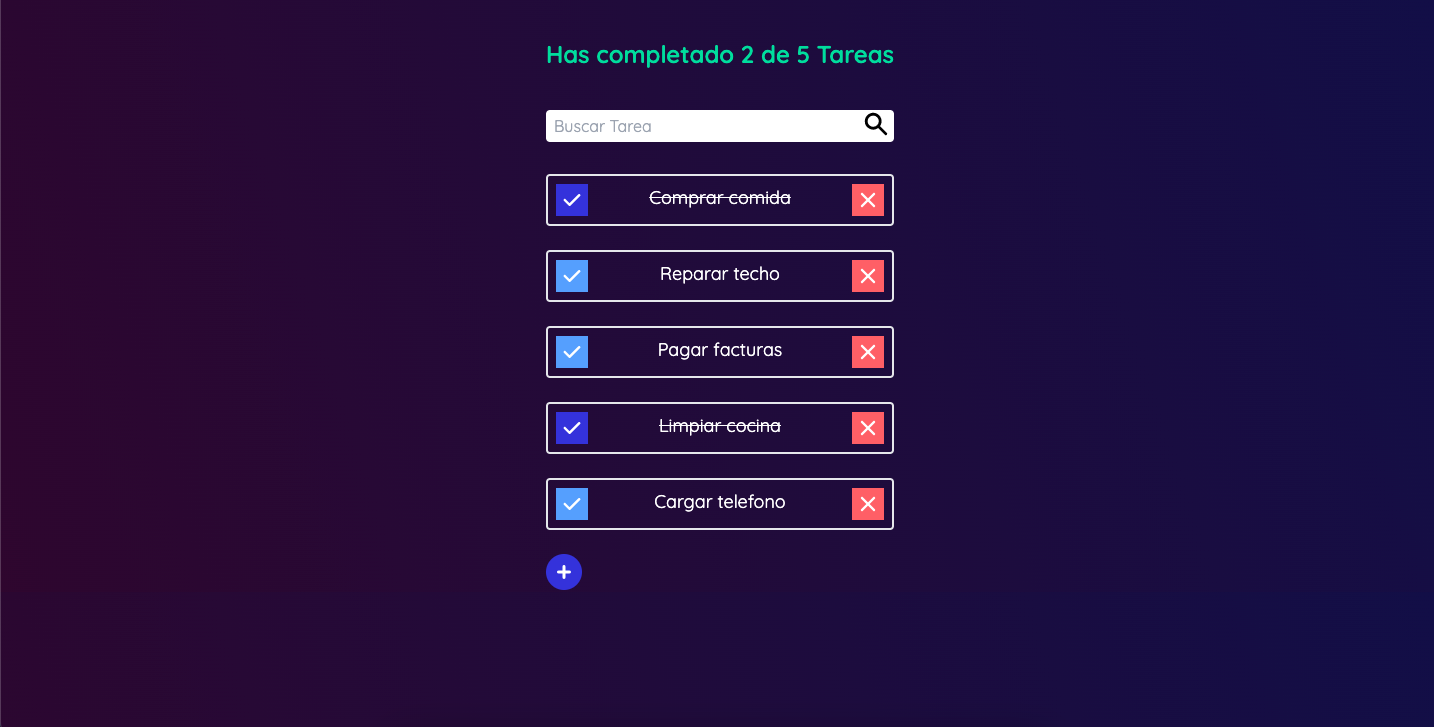 Has completado 2 de 5 Tareas
Buscar Tarea
Comprar comida
Reparar techo
Pagar facturas
Limpiar cocina
Cargar telefono